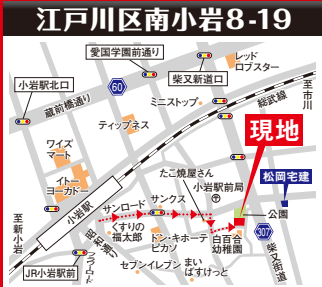 江戸川区南小岩8-19
愛国学園前通り
レッド
ロブスター
小岩駅北口
60
柴又新道口
至市川
蔵前橋通り
ミニストップ
総武線
ティップネス
現地
ワイズ
マート
たこ焼屋さん
松岡宅建
イトー
ヨーカドー
小岩駅前局
小岩駅
サンロード
サンクス
公園
至新小岩
くすりの
福太郎
昭和通り
ドン・キホーテ
ピカソ
白百合
幼稚園
307
柴又街道
JR小岩駅前
フラワーロード
セブンイレブン
まい
ばすけっと